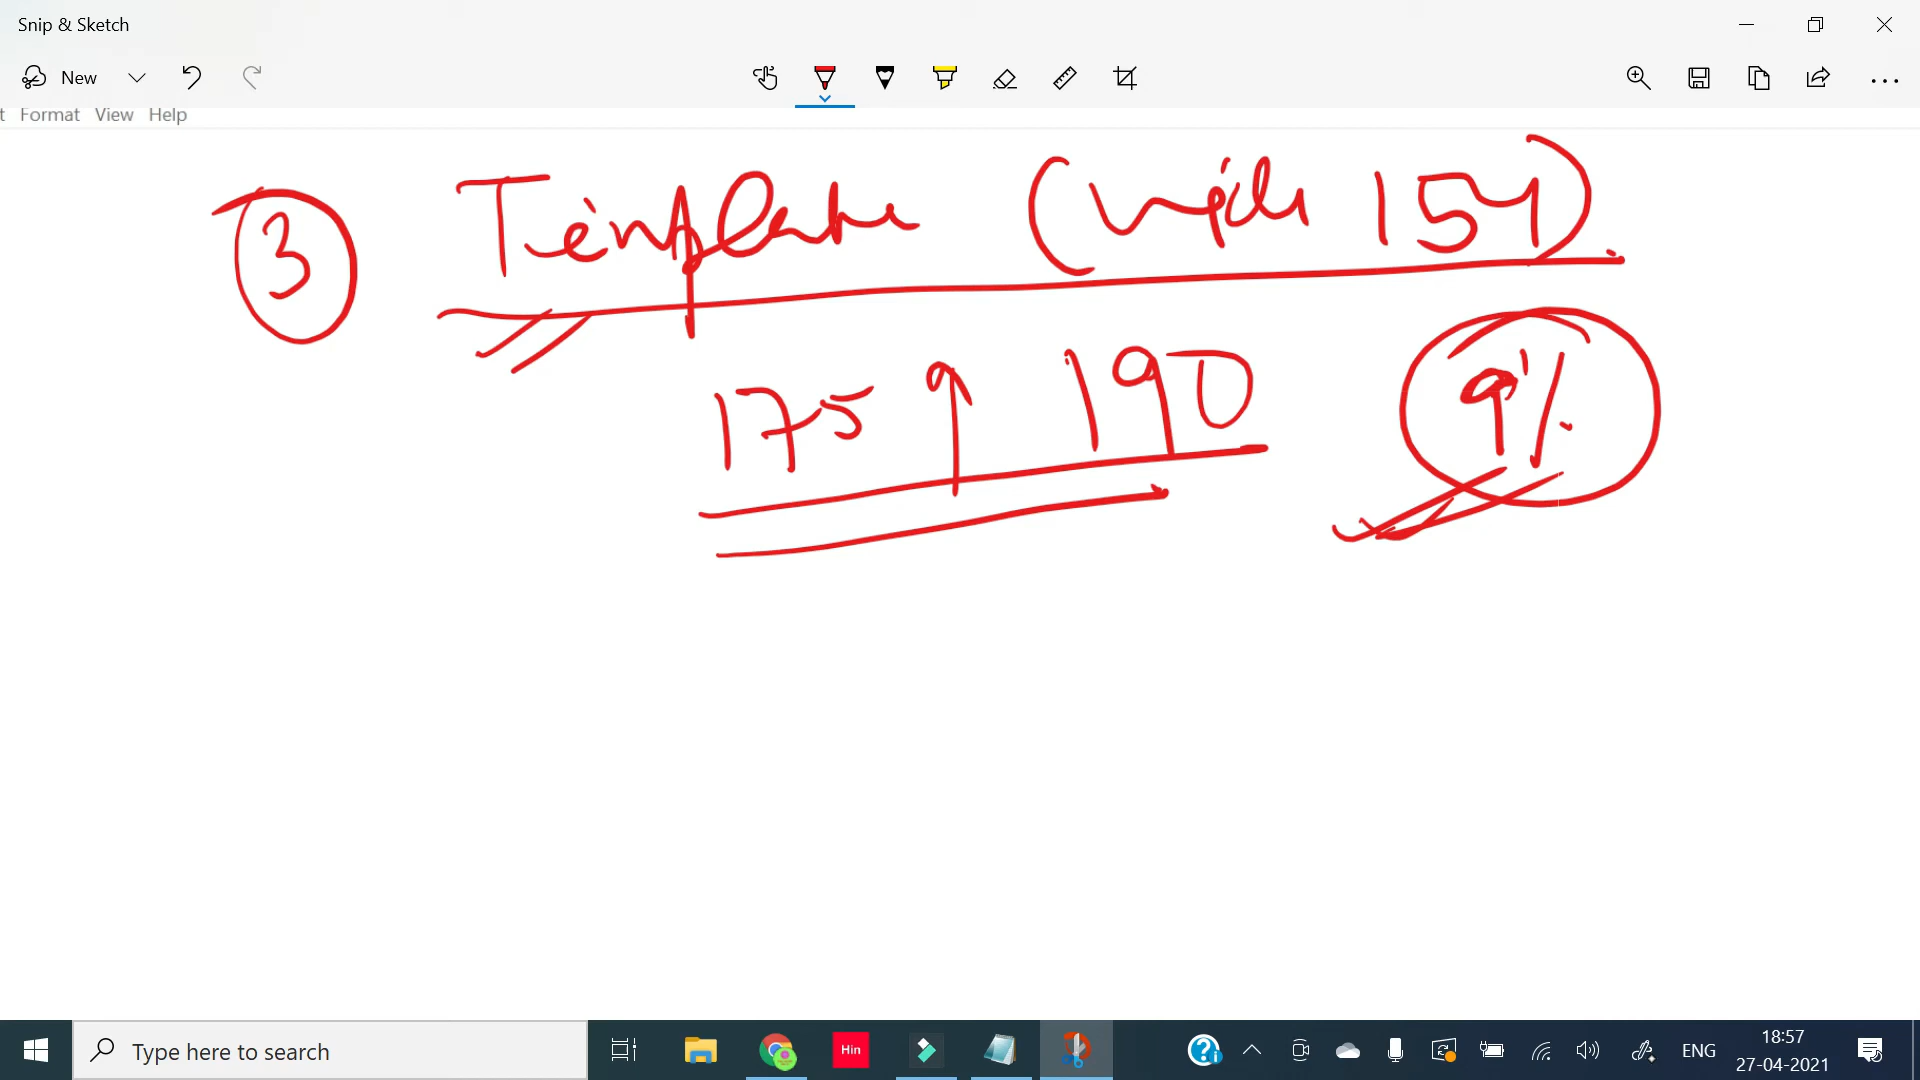 Snip & Sketch
New
t Format View Help
3 Template ( 154).
175 190 9%
Type here to search
Hin
ENG
18:57
27-04-2021